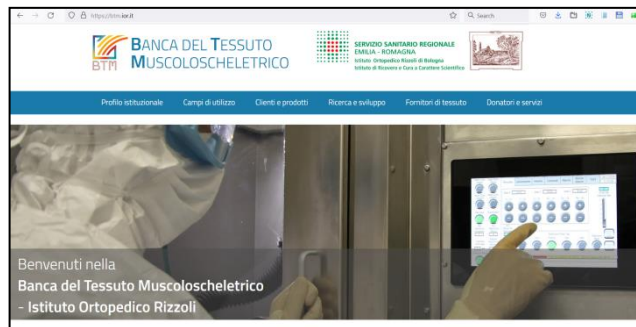 https://btm.ior.it
Search
BANCA DEL TESSUTO
MUSCOLOSCHELETRICO
BTM
SERVIZIO SANITARIO REGIONALE
EMILIA - ROMAGNA
Istituto Ortopedico Rizzoli di Bologna
Istituto di Ricovero e Cura a Carattere Scientifico
Profilo istituzionale Campi di utilizzo Clienti e prodotti Ricerca e sviluppo Fornitori di tessuto Donatori e servizi
Benvenuti nella
Banca del Tessuto Muscoloscheletrico
- Istituto Ortopedico Rizzoli